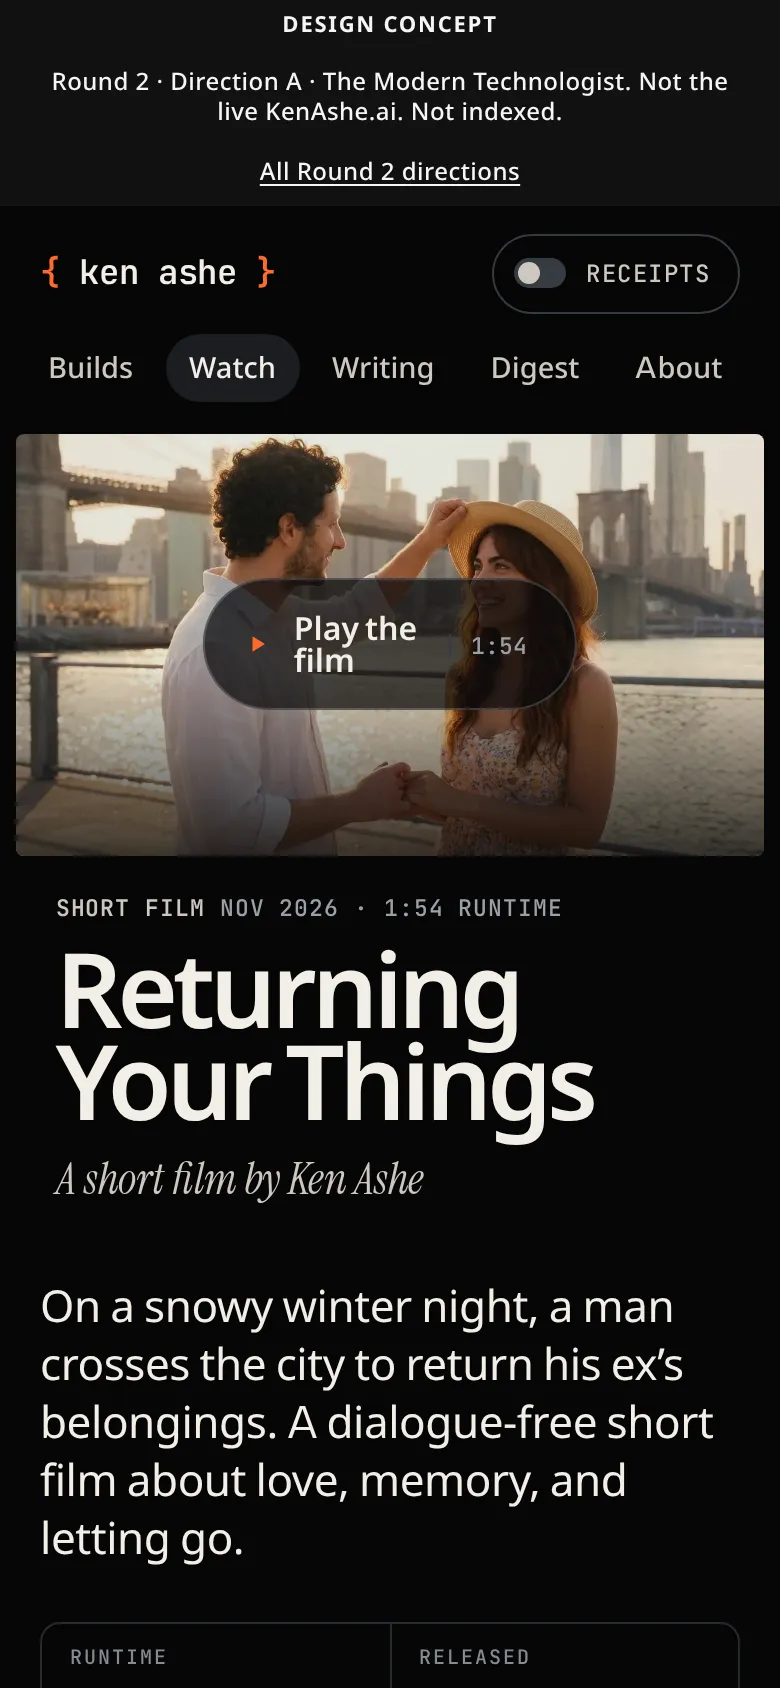 DESIGN CONCEPT
Round 2 · Direction A · The Modern Technologist. Not the
live KenAshe.ai. Not indexed.
All Round 2 directions
{ ken ashe }
RECEIPTS
Builds Watch Writing Digest About
Play the
film
1:54
SHORT FILM NOV 2026 · 1:54 RUNTIME
Returning
Your Things
A short film by Ken Ashe
On a snowy winter night, a man
crosses the city to return his ex’s
belongings. A dialogue-free short
film about love, memory, and
letting go.
RUNTIME RELEASED